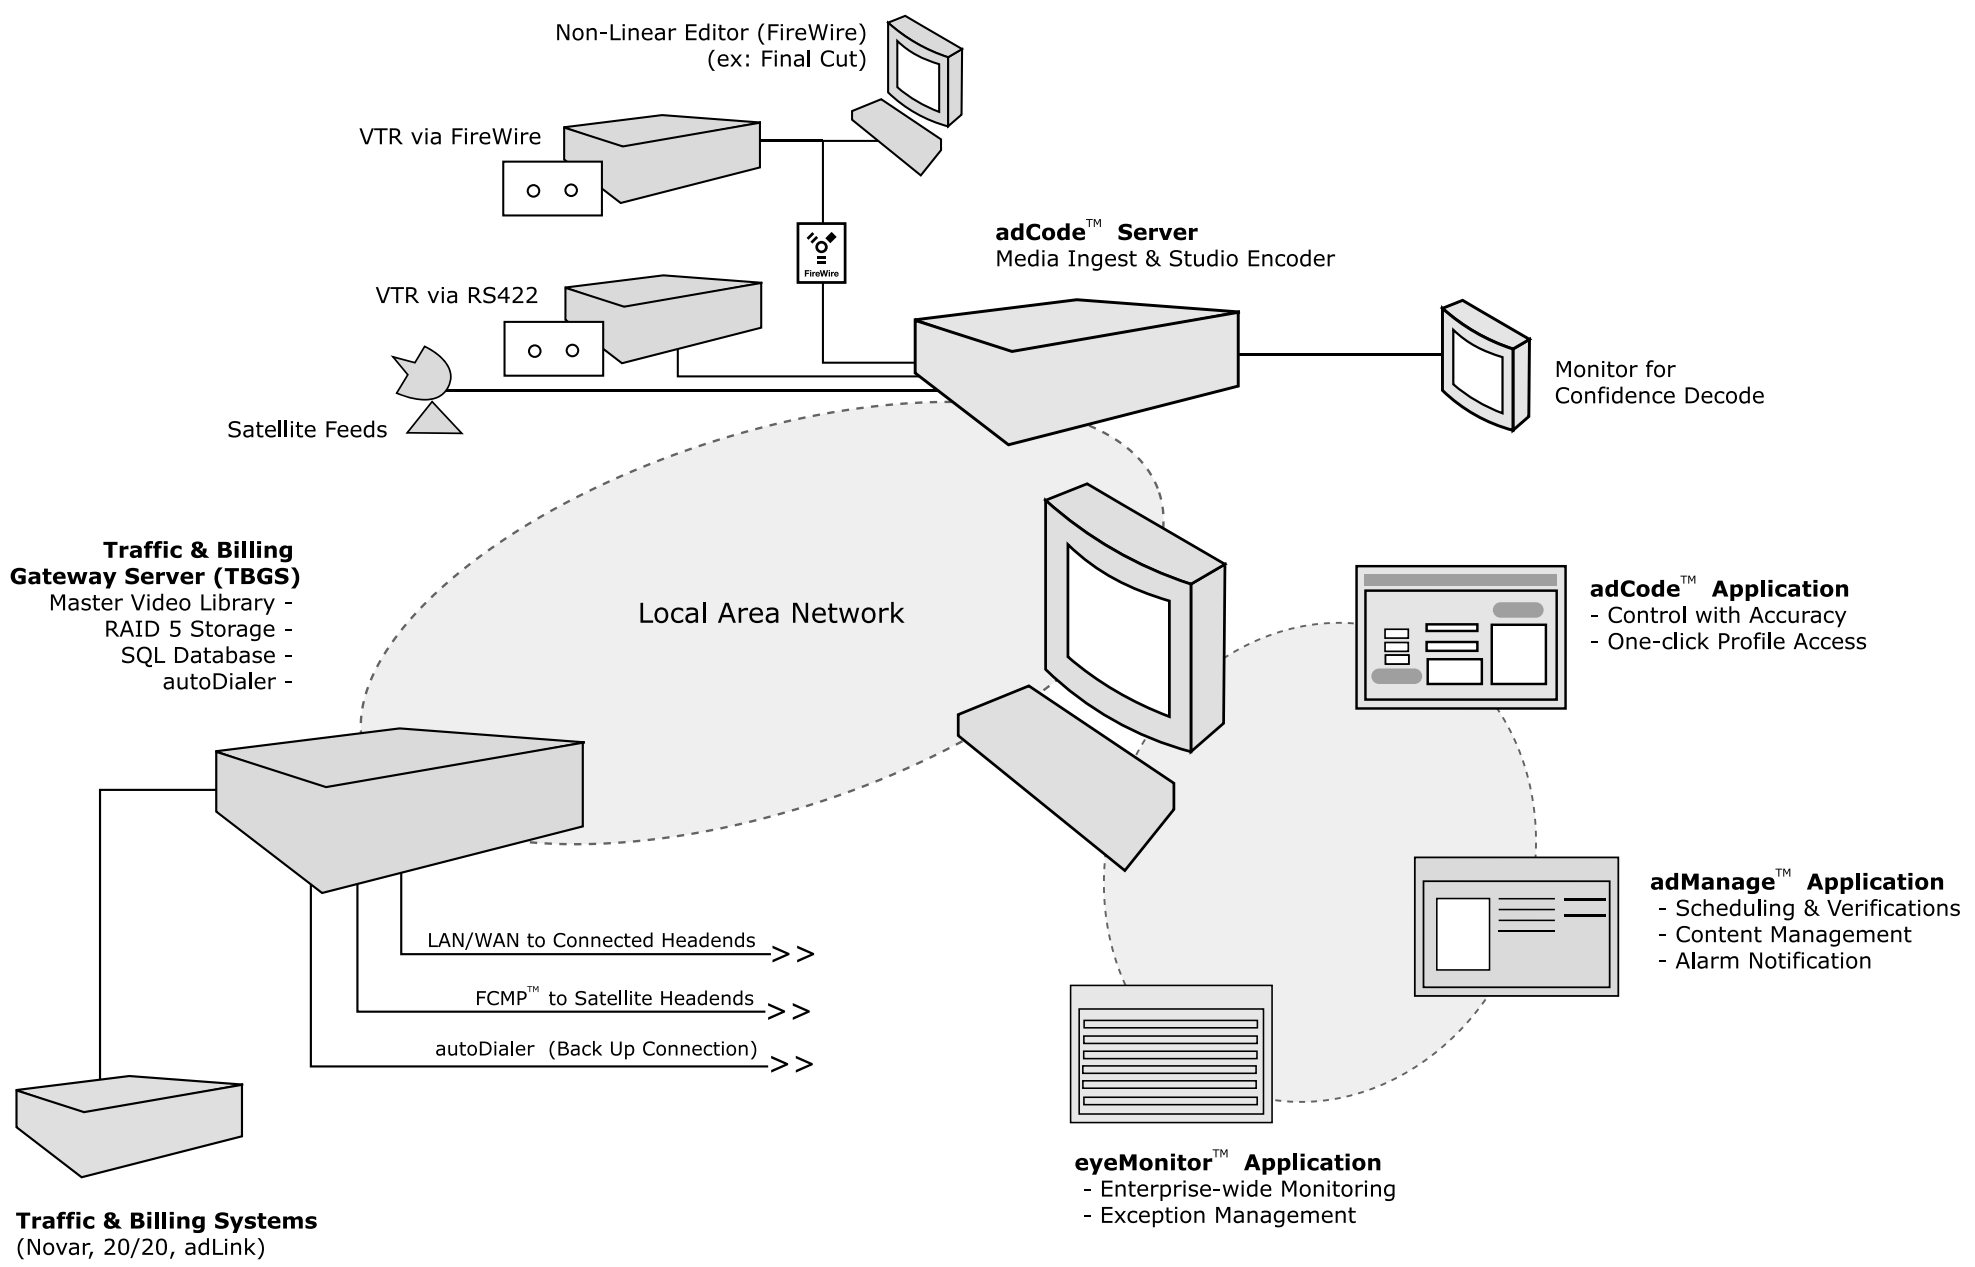 Non-Linear Editor (FireWire)
(ex: Final Cut)
VTR via FireWire
FireWire
VTR via RS422
Satellite Feeds
adCode™ Server
Media Ingest & Studio Encoder
Monitor for
Confidence Decode
Traffic & Billing
Gateway Server (TBGS)
Master Video Library -
RAID 5 Storage -
SQL Database -
autoDialer -
Local Area Network
adCode™ Application
- Control with Accuracy
- One-click Profile Access
adManage™ Application
- Scheduling & Verifications
- Content Management
- Alarm Notification
LAN/WAN to Connected Headends
>>
FCMP™ to Satellite Headends
>>
autoDialer (Back Up Connection)
>>
eyeMonitor™ Application
- Enterprise-wide Monitoring
- Exception Management
Traffic & Billing Systems
(Novar, 20/20, adLink)